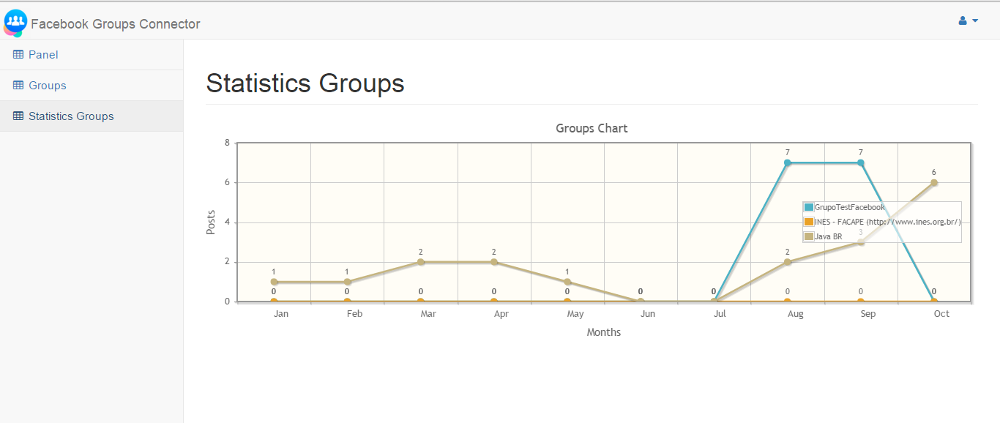 Facebook Groups Connector
Panel
Groups
Statistics Groups
Statistics Groups
Groups Chart
8
6
4
2
0
Posts
7
7
6
GrupoTestFacebook
INES - FACAPE (http://www.ines.org.br/)
Java BR
3
2
2
2
1
1
1
0
0
0
0
0
0
0
0
0
0
Jan
Feb
Mar
Apr
May
Jun
Jul
Aug
Sep
Oct
Months